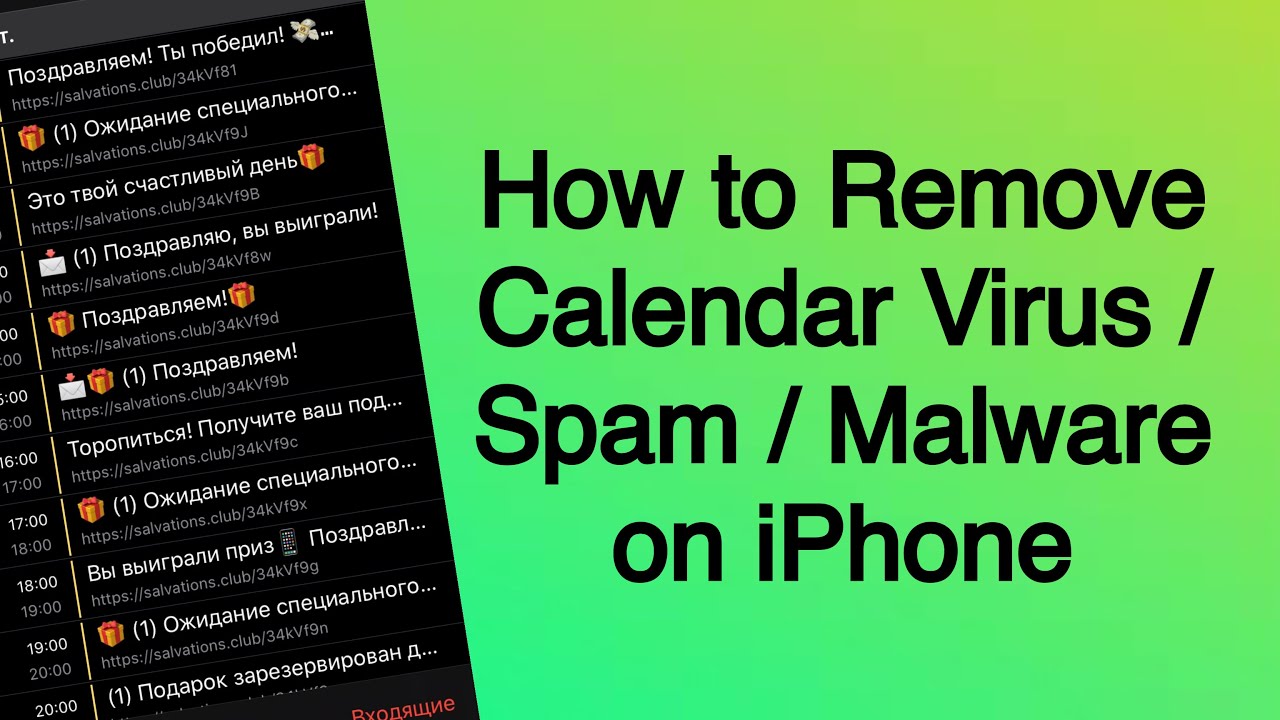 т.
Поздравляем! Ты победил! 💸...
https://salvations.club/34kVf81
🎁 (1) Ожидание специального...
https://salvations.club/34kVf9J
Это твой счастливый день🎁
https://salvations.club/34kVf9B
📩 (1) Поздравляю, вы выиграли!
https://salvations.club/34kVf8w
🎁 Поздравляем!🎁
https://salvations.club/34kVf9d
📩🎁 (1) Поздравляем!
https://salvations.club/34kVf9b
16:00 Торопиться! Получите ваш под...
17:00 https://salvations.club/34kVf9c
17:00 🎁 (1) Ожидание специального...
18:00 https://salvations.club/34kVf9x
18:00 Вы выиграли приз📱 Поздравл...
19:00 https://salvations.club/34kVf9g
19:00 🎁 (1) Ожидание специального...
20:00 https://salvations.club/34kVf9n
20:00 (1) Подарок зарезервирован д...
Входящие
How to Remove
Calendar Virus /
Spam / Malware
on iPhone